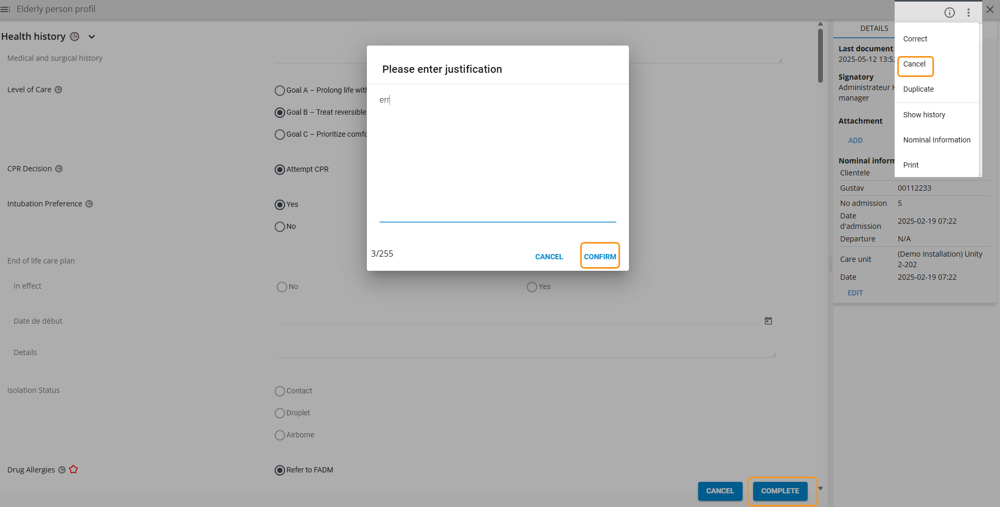 Elderly person profil
Health history
Medical and surgical history
Level of Care
Goal A – Prolong life with
Goal B – Treat reversible
Goal C – Prioritize comfo
CPR Decision
Attempt CPR
Intubation Preference
Yes
No
End of life care plan
In effect
No
Yes
Date de début
Details
Isolation Status
Contact
Droplet
Airborne
Drug Allergies
Refer to FADM
CANCEL
COMPLETE
Please enter justification
err
3/255
CANCEL
CONFIRM
DETAILS
Last document
2025-05-12 13:52
Signatory
Administrateur H
manager
Attachment
ADD
Nominal inform
Clientele
Gustav 00112233
No admission 5
Date
d'admission 2025-02-19 07:22
Departure N/A
Care unit (Demo Installation) Unity
2-202
Date 2025-02-19 07:22
EDIT
Correct
Cancel
Duplicate
Show history
Nominal Information
Print